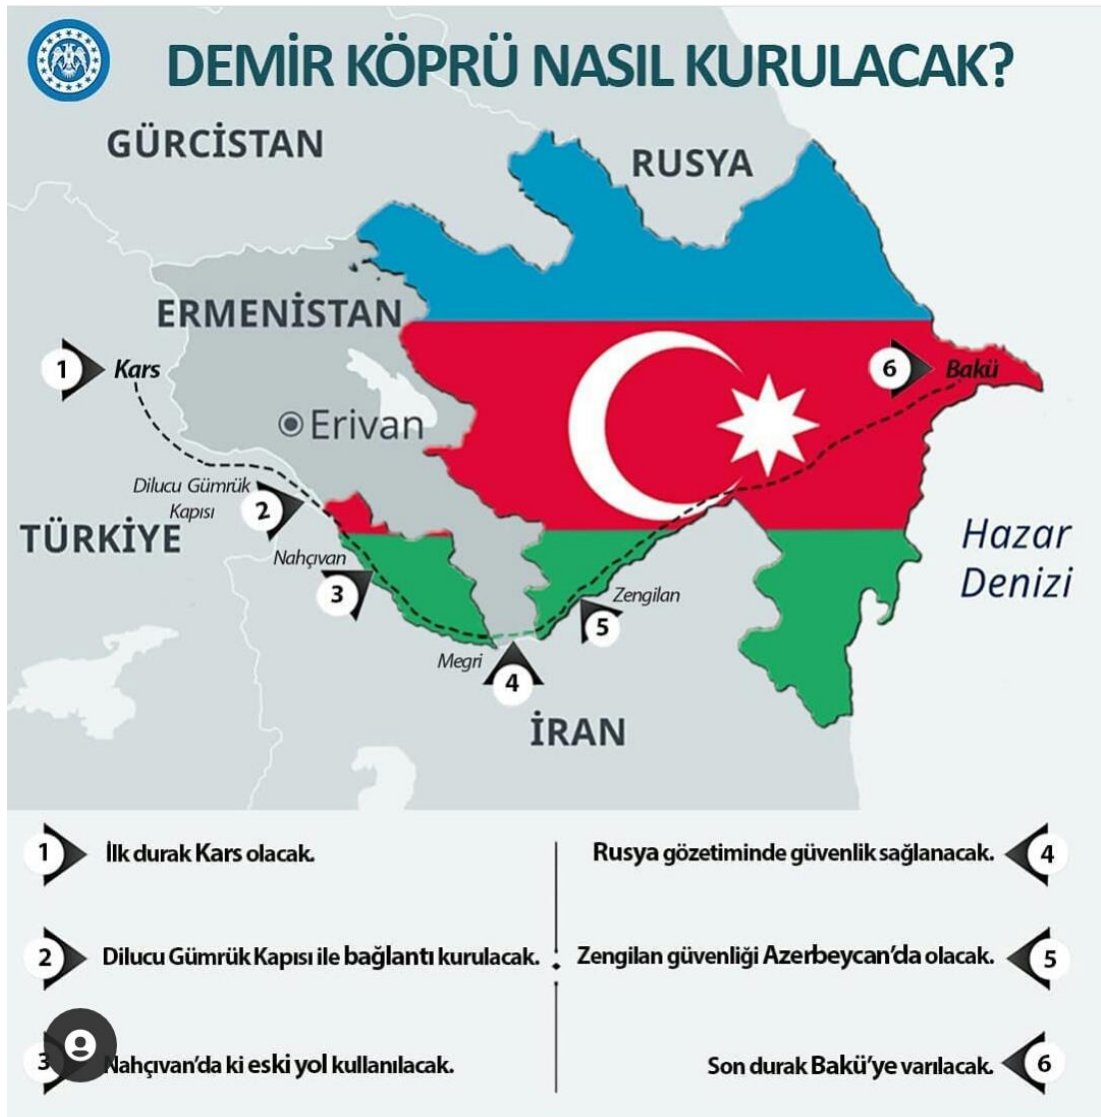 DEMİR KÖPRÜ NASIL KURULACAK?
GÜRCİSTAN
RUSYA
ERMENİSTAN
1
Kars
6
Bakü
Erivan
Dilucu Gümrük
Kapısı
2
TÜRKİYE
Hazar
Denizi
Nahçıvan
3
Zengilan
5
Megri
4
İRAN
1 İlk durak Kars olacak.
Rusya gözetiminde güvenlik sağlanacak. 4
2 Dilucu Gümrük Kapısı ile bağlantı kurulacak.
Zengilan güvenliği Azerbeycan'da olacak. 5
3 Nahçıvan'da ki eski yol kullanılacak.
Son durak Bakü'ye varılacak. 6